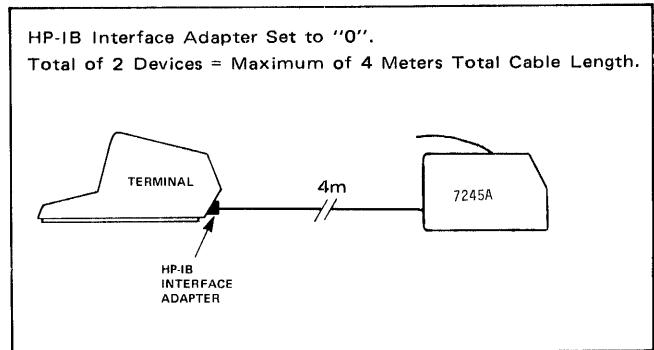 HP-IB Interface Adapter Set to "0".
Total of 2 Devices = Maximum of 4 Meters Total Cable Length.
TERMINAL
4m
7245A
HP-IB
INTERFACE
ADAPTER